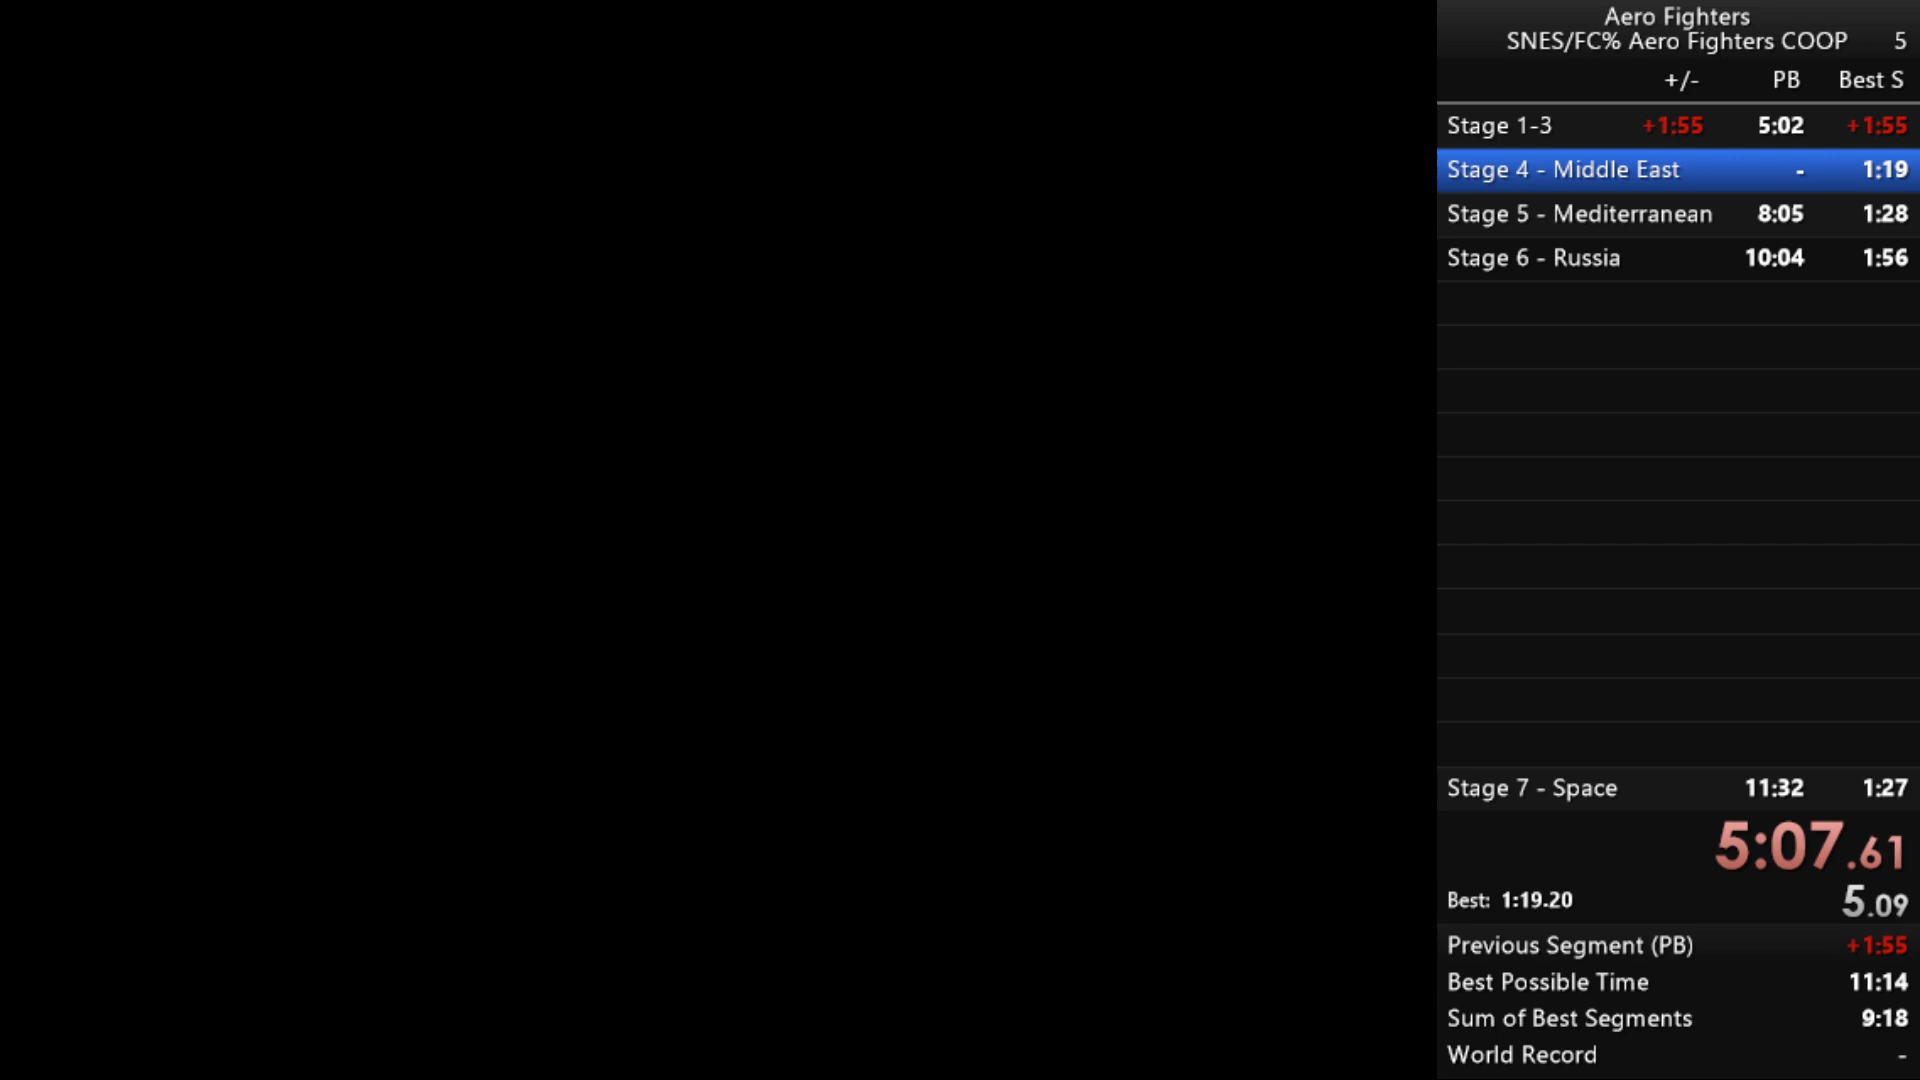 Aero Fighters
SNES/FC% Aero Fighters COOP 5
+/- PB Best S
Stage 1-3 +1:55 5:02 +1:55
Stage 4 - Middle East - 1:19
Stage 5 - Mediterranean 8:05 1:28
Stage 6 - Russia 10:04 1:56
Stage 7 - Space 11:32 1:27
5:07.61
Best: 1:19.20 5.09
Previous Segment (PB) +1:55
Best Possible Time 11:14
Sum of Best Segments 9:18
World Record -